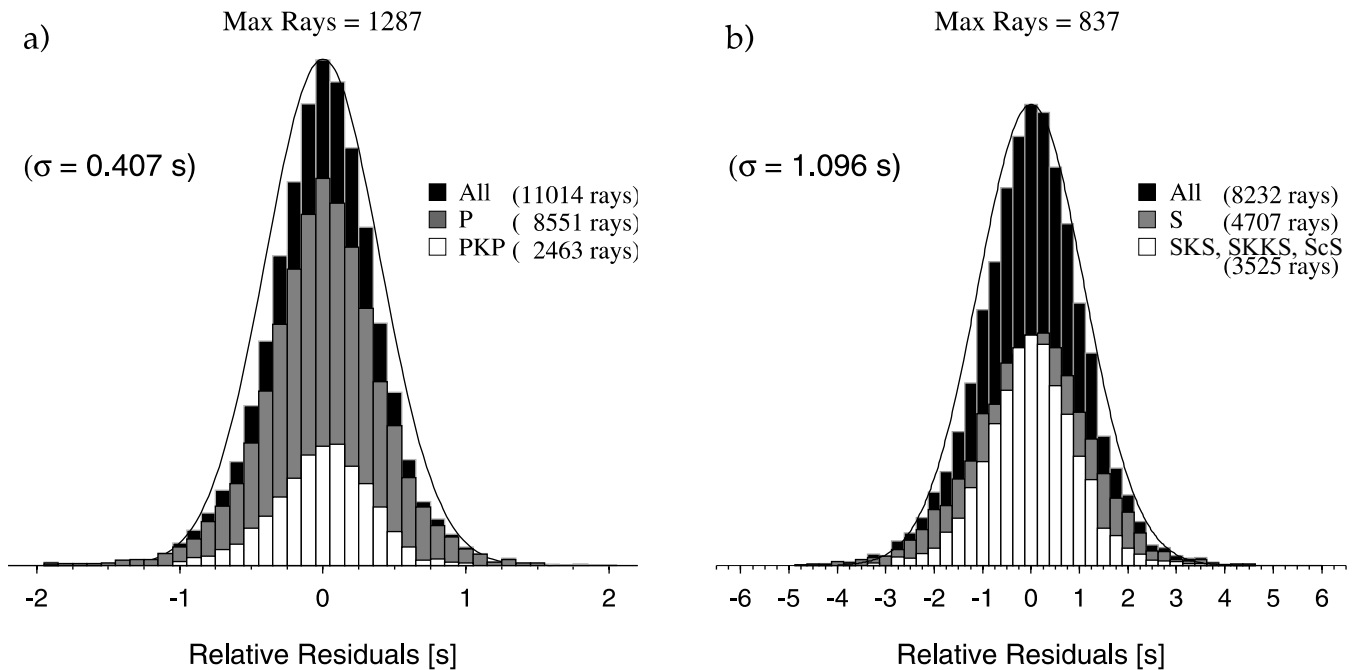 a)
Max Rays = 1287
(σ = 0.407 s)
All (11014 rays)
P ( 8551 rays)
PKP ( 2463 rays)
-2 -1 0 1 2
Relative Residuals [s]
b)
Max Rays = 837
(σ = 1.096 s)
All (8232 rays)
S (4707 rays)
SKS, SKKS, ScS
(3525 rays)
-6 -5 -4 -3 -2 -1 0 1 2 3 4 5 6
Relative Residuals [s]